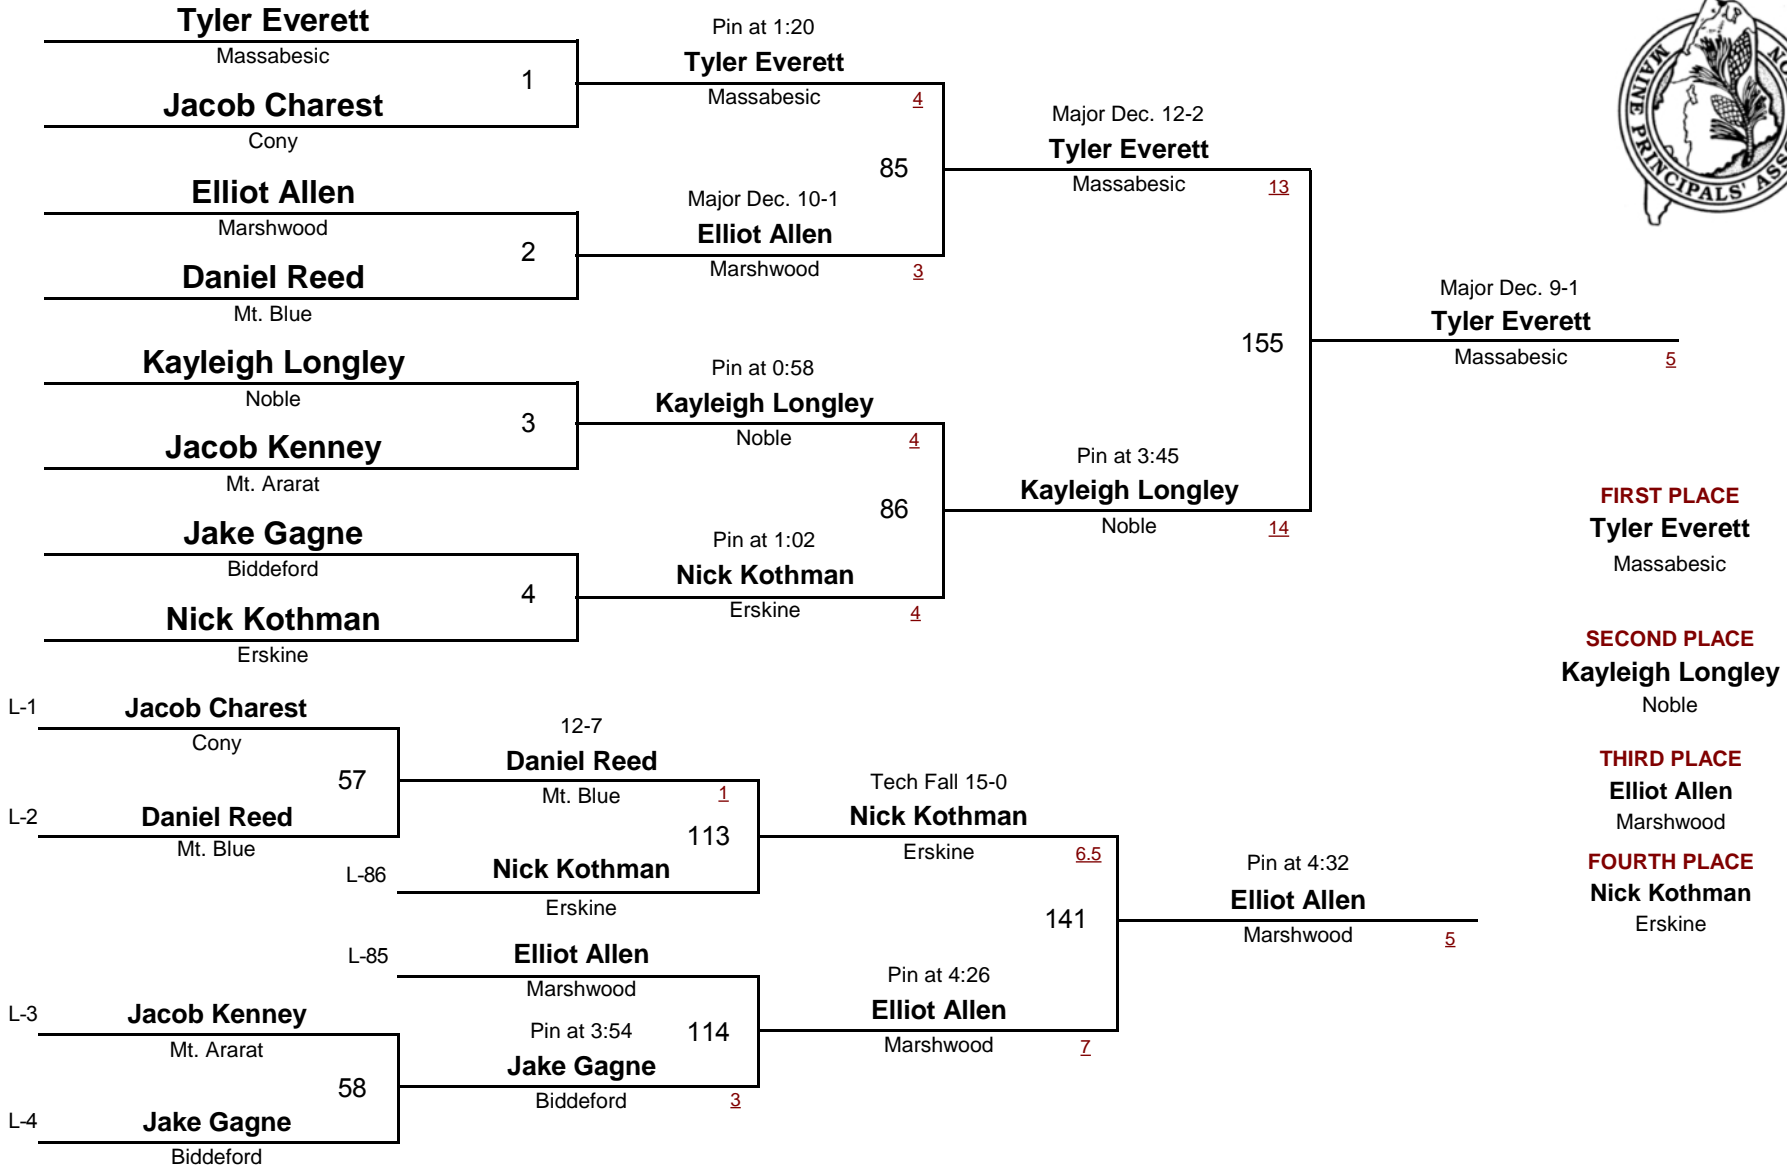 Tyler Everett
Massabesic
1
Jacob Charest
Cony
Elliot Allen
Marshwood
2
Daniel Reed
Mt. Blue
Kayleigh Longley
Noble
3
Jacob Kenney
Mt. Ararat
Jake Gagne
Biddeford
4
Nick Kothman
Erskine
Pin at 1:20
Tyler Everett
Massabesic 4
85
Major Dec. 10-1
Elliot Allen
Marshwood 3
Pin at 0:58
Kayleigh Longley
Noble 4
86
Pin at 1:02
Nick Kothman
Erskine 4
Major Dec. 12-2
Tyler Everett
Massabesic 13
155
Pin at 3:45
Kayleigh Longley
Noble 14
Major Dec. 9-1
Tyler Everett
Massabesic 5
MAINE PRINCIPALS' ASS
ON
FIRST PLACE
Tyler Everett
Massabesic
SECOND PLACE
Kayleigh Longley
Noble
THIRD PLACE
Elliot Allen
Marshwood
FOURTH PLACE
Nick Kothman
Erskine
L-1 Jacob Charest
Cony
57
L-2 Daniel Reed
Mt. Blue
L-3 Jacob Kenney
Mt. Ararat
58
L-4 Jake Gagne
Biddeford
12-7
Daniel Reed
Mt. Blue 1
113
L-86 Nick Kothman
Erskine
L-85 Elliot Allen
Marshwood
Pin at 3:54 114
Jake Gagne
Biddeford 3
Tech Fall 15-0
Nick Kothman
Erskine 6.5
141
Pin at 4:26
Elliot Allen
Marshwood 7
Pin at 4:32
Elliot Allen
Marshwood 5